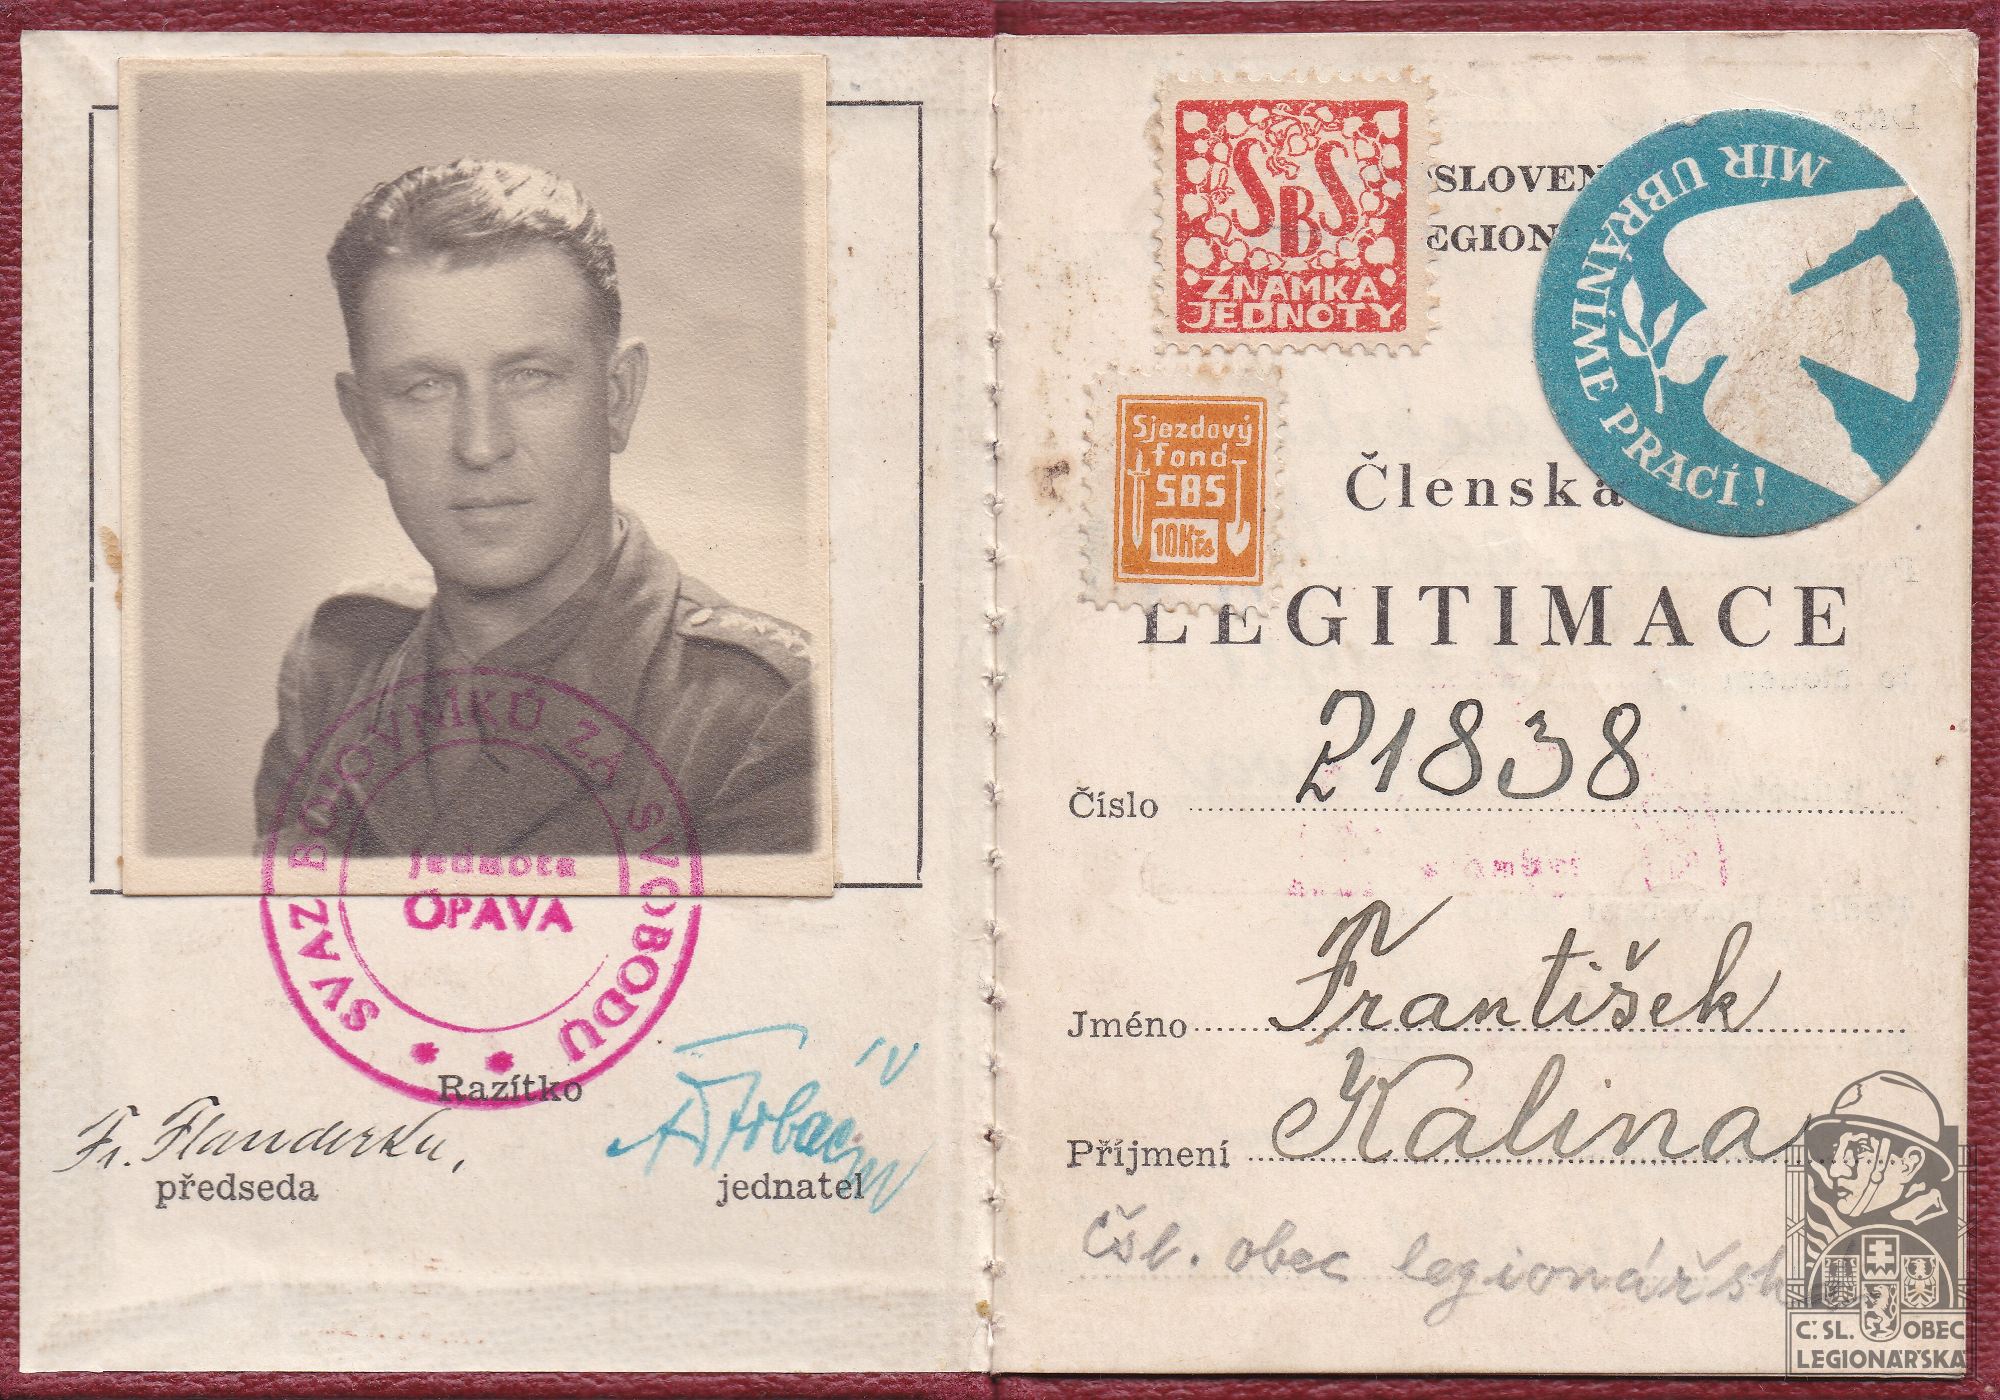 SVAZ BOJOVNÍKŮ ZA SVOBODU
jednota
OPAVA
Razítko
Fr.
předseda
jednatel
SBS
ZNÁMKA
JEDNOTY
SLOVEN
EGION
MÍR UBRÁNÍME PRACÍ!
Sjezdový
fond
SBS
10Kčs
Členská
LEGITIMACE
Číslo 21838
Jméno František
Příjmení Kalina
Čsl. obec legionářsk
Č.SL. OBEC
LEGIONÁŘSKÁ